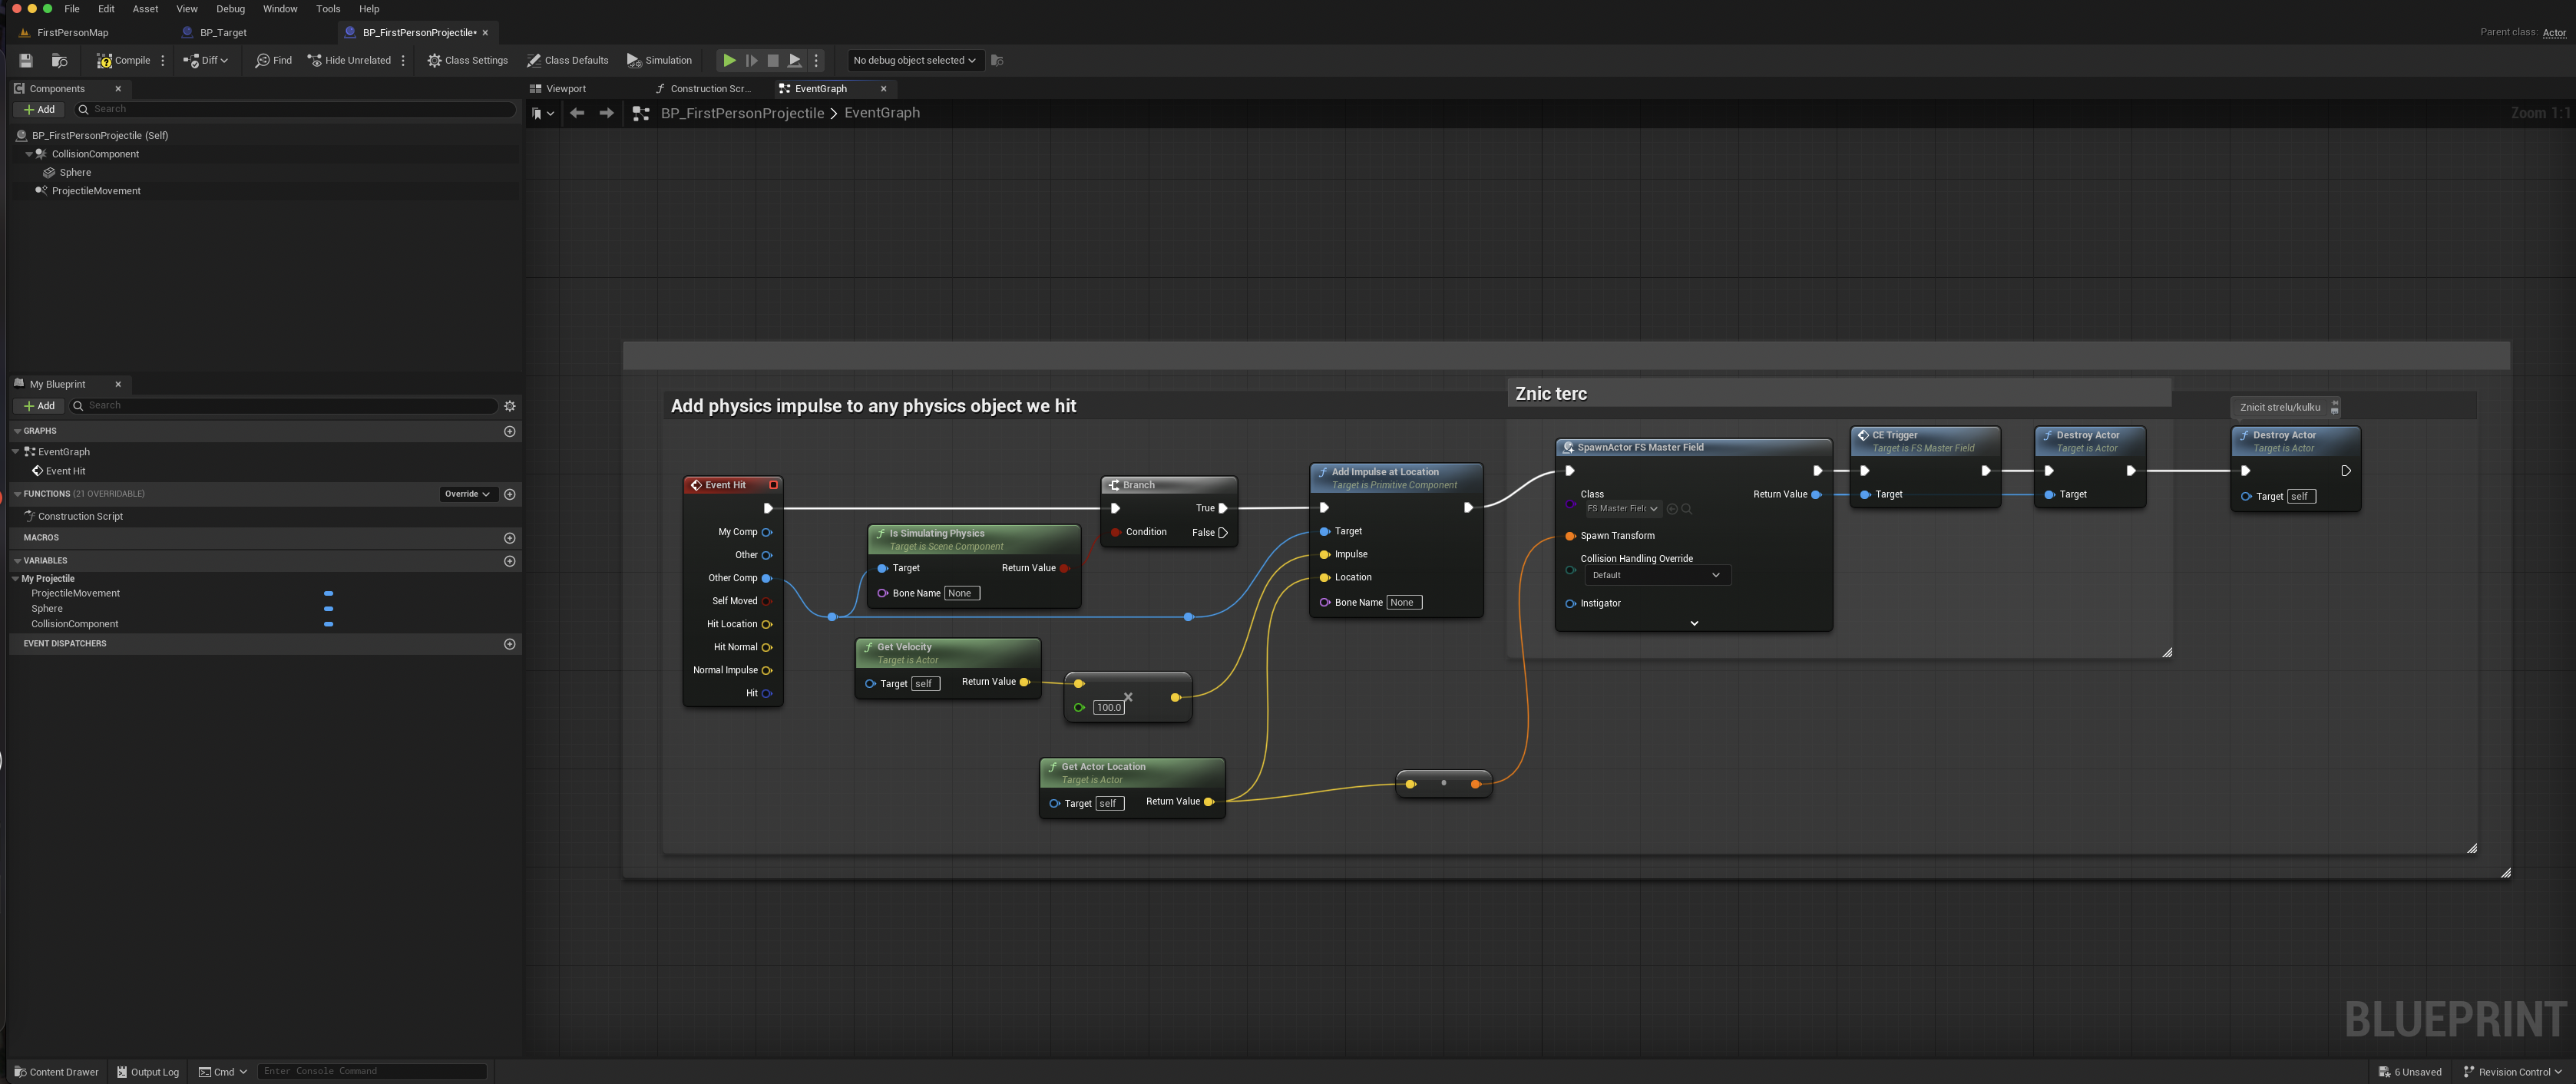 File Edit Asset View Debug Window Tools Help
FirstPersonMap BP_Target BP_FirstPersonProjectile•
Parent class: Actor
Compile Diff Find Hide Unrelated Class Settings Class Defaults Simulation No debug object selected
Components
Add Search
BP_FirstPersonProjectile (Self)
CollisionComponent
Sphere
ProjectileMovement
My Blueprint
Add Search
GRAPHS
EventGraph
Event Hit
FUNCTIONS (21 OVERRIDABLE) Override
Construction Script
MACROS
VARIABLES
My Projectile
ProjectileMovement
Sphere
CollisionComponent
EVENT DISPATCHERS
Viewport Construction Scr... EventGraph
BP_FirstPersonProjectile > EventGraph
Zoom 1:1
Add physics impulse to any physics object we hit
Znic terc
Znicit strelu/kulku
Event Hit
My Comp
Other
Other Comp
Self Moved
Hit Location
Hit Normal
Normal Impulse
Hit
Is Simulating Physics
Target is Scene Component
Target Return Value
Bone Name None
Get Velocity
Target is Actor
Target self Return Value
100.0
Get Actor Location
Target is Actor
Target self Return Value
Branch
True
Condition False
Add Impulse at Location
Target is Primitive Component
Target
Impulse
Location
Bone Name None
SpawnActor FS Master Field
Class Return Value
FS Master Fielc
Spawn Transform
Collision Handling Override
Default
Instigator
CE Trigger
Target is FS Master Field
Target
Destroy Actor
Target is Actor
Target
Destroy Actor
Target is Actor
Target self
BLUEPRINT
Content Drawer Output Log Cmd Enter Console Command
6 Unsaved Revision Control